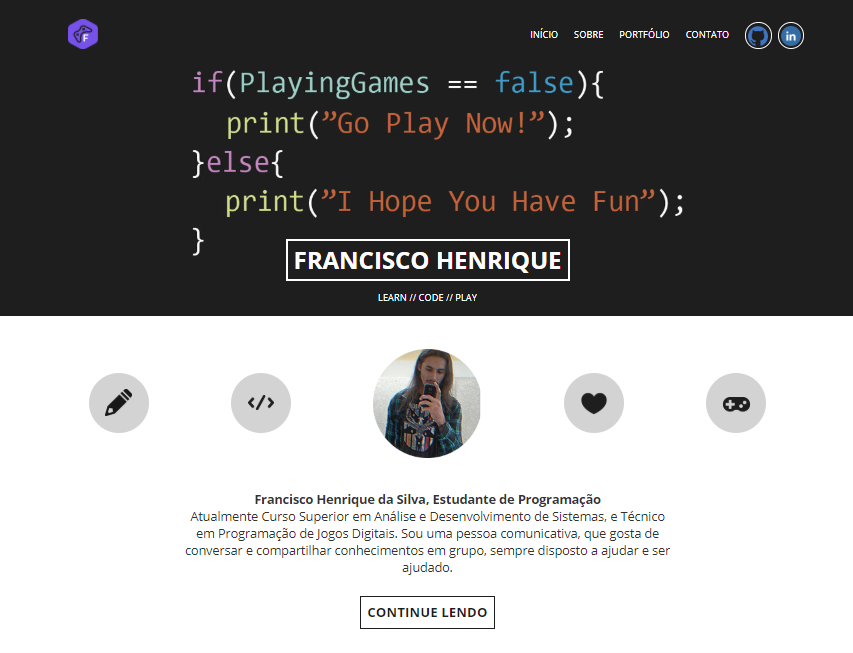 F
INÍCIO SOBRE PORTFÓLIO CONTATO in
if(PlayingGames == false){
print(”Go Play Now!”);
}else{
print(”I Hope You Have Fun”);
}
FRANCISCO HENRIQUE
LEARN // CODE // PLAY
</>
Francisco Henrique da Silva, Estudante de Programação
Atualmente Curso Superior em Análise e Desenvolvimento de Sistemas, e Técnico
em Programação de Jogos Digitais. Sou uma pessoa comunicativa, que gosta de
conversar e compartilhar conhecimentos em grupo, sempre disposto a ajudar e ser
ajudado.
CONTINUE LENDO